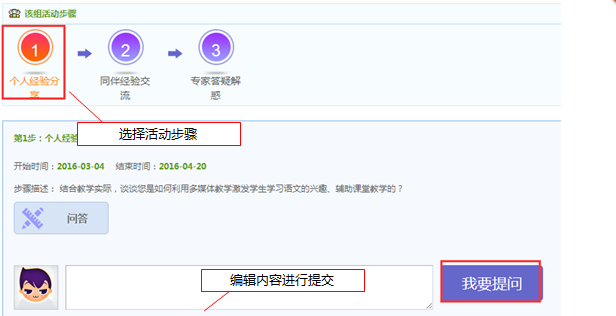 该组活动步骤
1
2
3
个人经验分享
同伴经验交流
专家答疑解惑
选择活动步骤
第1步：个人经验
开始时间：2016-03-04 结束时间：2016-04-20
步骤描述： 结合教学实际，谈谈您是如何利用多媒体教学激发学生学习语文的兴趣、辅助课堂教学的？
问答
编辑内容进行提交
我要提问